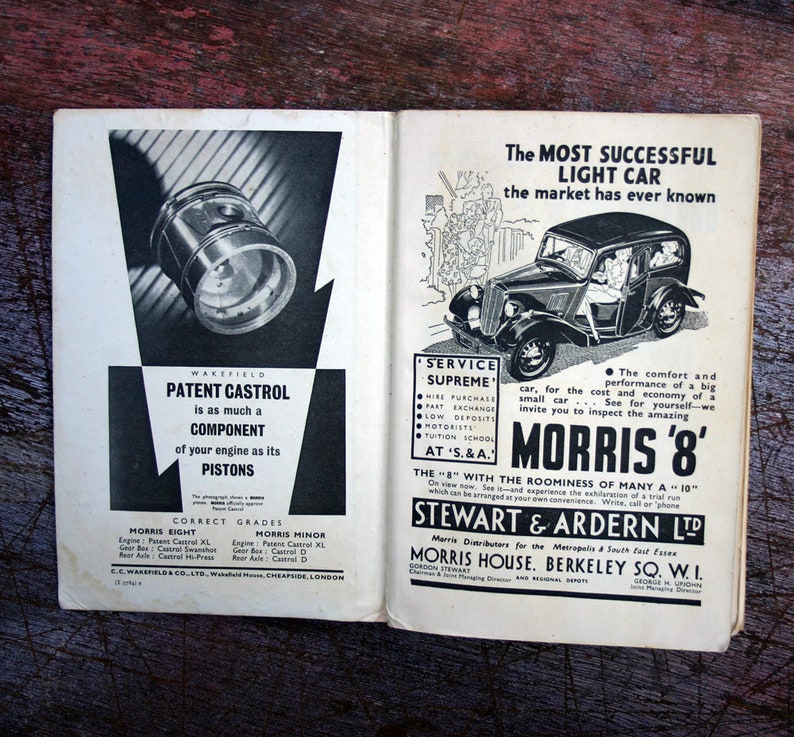 WAKEFIELD
PATENT CASTROL
is as much a
COMPONENT
of your engine as its
PISTONS
The photograph shows a MORRIS
piston. MORRIS officially approve
Patent Castrol
CORRECT GRADES
MORRIS EIGHT
Engine : Patent Castrol XL
Gear Box : Castrol Swanshot
Rear Axle : Castrol Hi-Press
MORRIS MINOR
Engine : Patent Castrol XL
Gear Box : Castrol D
Rear Axle : Castrol D
C.C. WAKEFIELD & CO., LTD., Wakefield House, CHEAPSIDE, LONDON
(T.5784) P
The MOST SUCCESSFUL
LIGHT CAR
the market has ever known
'SERVICE
SUPREME'
● HIRE PURCHASE
● PART EXCHANGE
● LOW DEPOSITS
● MOTORISTS'
● TUITION SCHOOL
AT 'S.&A.'
● The comfort and
performance of a big
car, for the cost and economy of a
small car . . . See for yourself—we
invite you to inspect the amazing
MORRIS '8'
THE "8" WITH THE ROOMINESS OF MANY A "10"
On view now. See it—and experience the exhilaration of a trial run
which can be arranged at your own convenience. Write, call or 'phone
STEWART & ARDERN LTD
Morris Distributors for the Metropolis & South East Essex
MORRIS HOUSE, BERKELEY SQ, W.1.
GORDON STEWART
Chairman & Joint Managing Director
AND REGIONAL DEPOTS.
GEORGE H. UPJOHN
Joint Managing Director